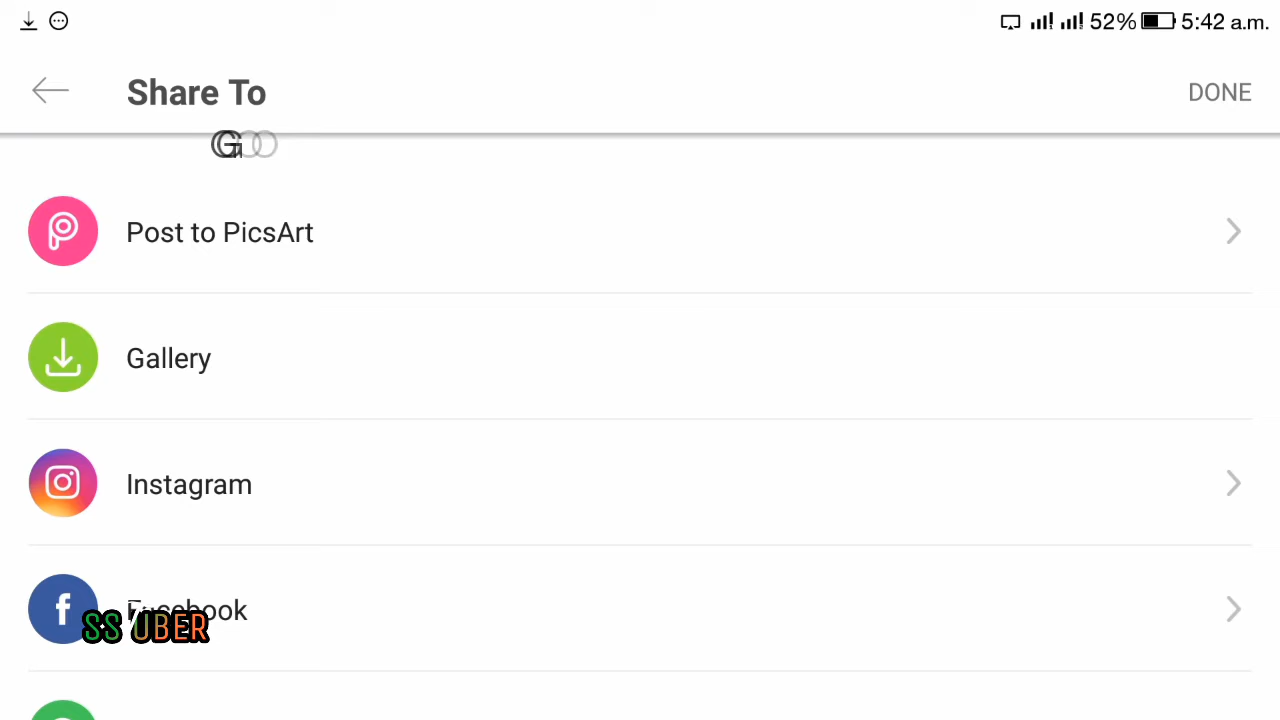 52% 5:42 a.m.
Share To
DONE
Post to PicsArt
Gallery
Instagram
Facebook
SS UBER